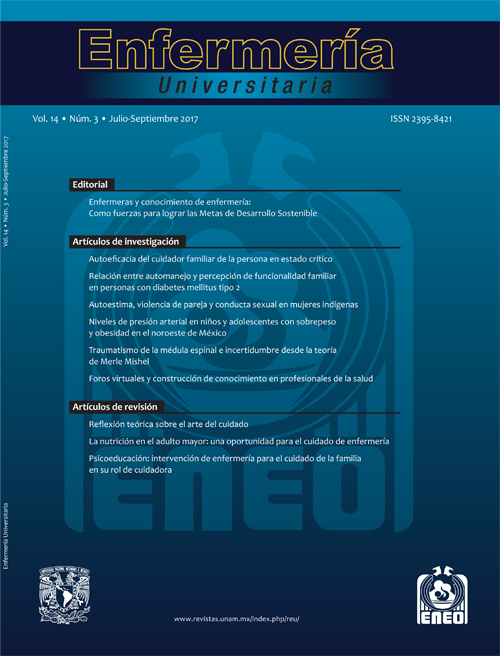 Enfermería
Universitaria
Vol. 14 • Núm. 3 • Julio-Septiembre 2017
ISSN 2395-8421
Vol. 14 • Núm. 3 • Julio-Septiembre 2017
Editorial
Enfermeras y conocimiento de enfermería:
Como fuerzas para lograr las Metas de Desarrollo Sostenible
Artículos de investigación
Autoeficacia del cuidador familiar de la persona en estado crítico
Relación entre automanejo y percepción de funcionalidad familiar
en personas con diabetes mellitus tipo 2
Autoestima, violencia de pareja y conducta sexual en mujeres indígenas
Niveles de presión arterial en niños y adolescentes con sobrepeso
y obesidad en el noroeste de México
Traumatismo de la médula espinal e incertidumbre desde la teoría
de Merle Mishel
Foros virtuales y construcción de conocimiento en profesionales de la salud
Artículos de revisión
Reflexión teórica sobre el arte del cuidado
La nutrición en el adulto mayor: una oportunidad para el cuidado de enfermería
Psicoeducación: intervención de enfermería para el cuidado de la familia
en su rol de cuidadora
ENEO
Enfermería Universitaria
www.revistas.unam.mx/index.php/reu/
ENEO